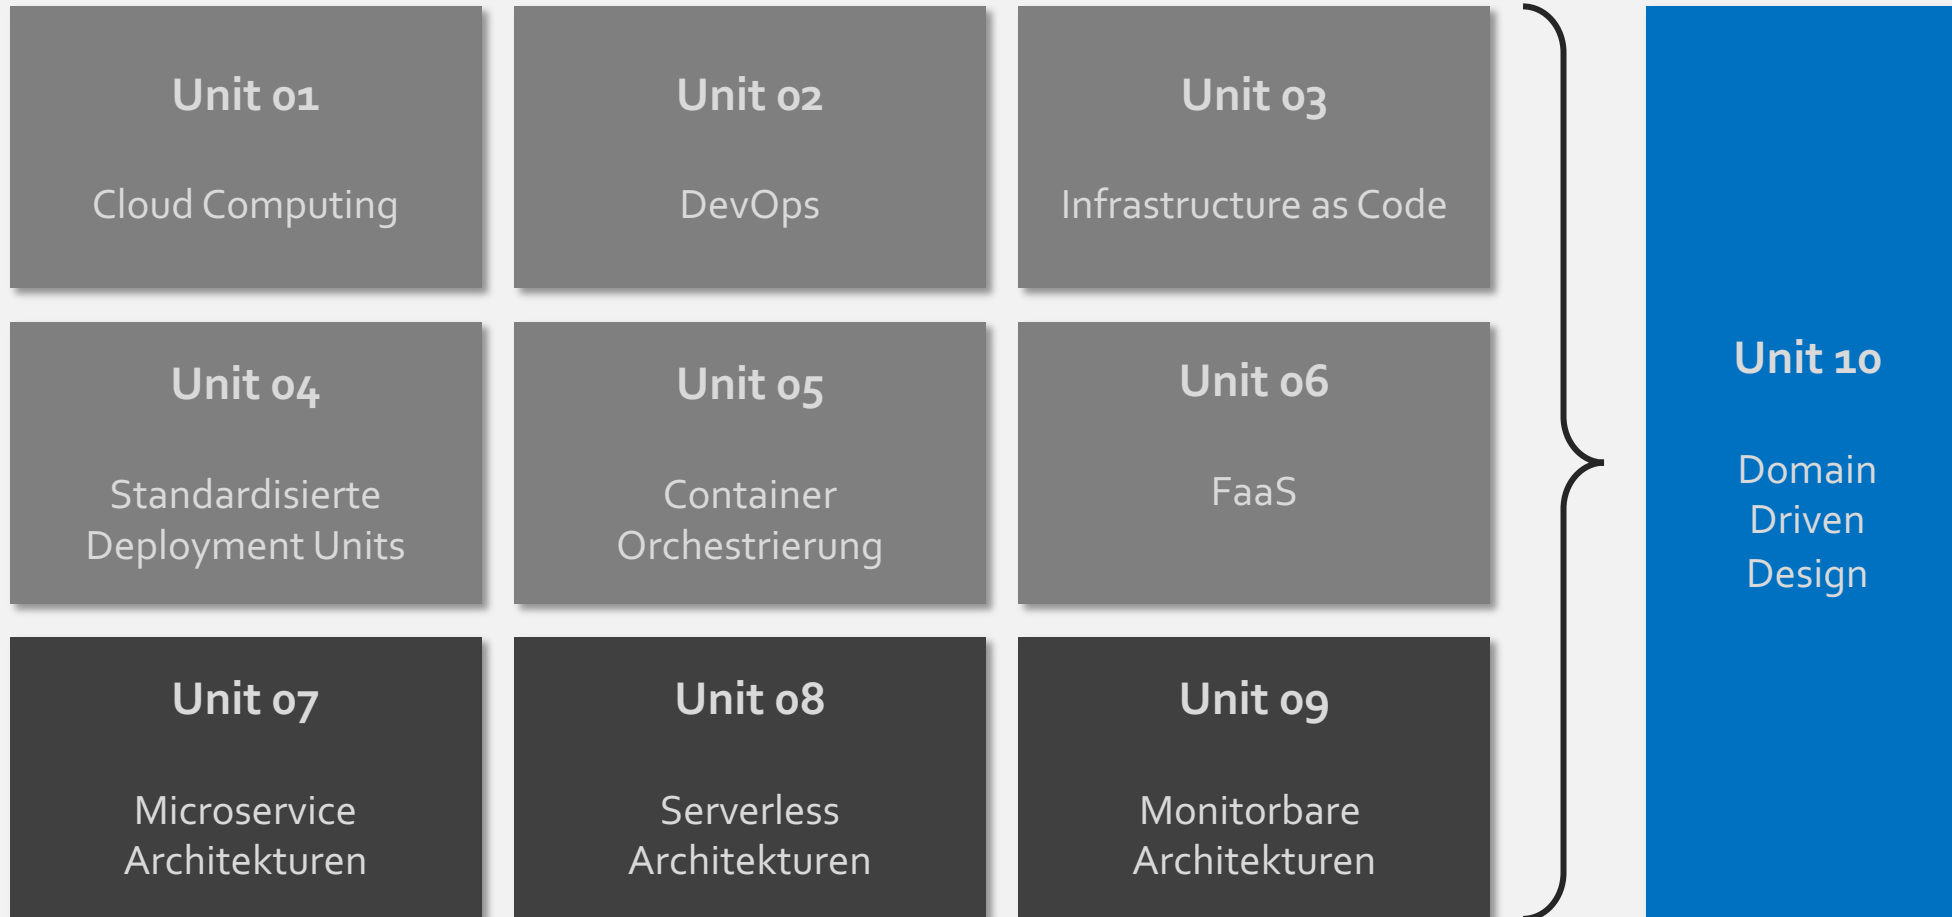 Unit 01
Cloud Computing
Unit 02
DevOps
Unit 03
Infrastructure as Code
Unit 04
Standardisierte
Deployment Units
Unit 05
Container
Orchestrierung
Unit 06
FaaS
Unit 07
Microservice
Architekturen
Unit 08
Serverless
Architekturen
Unit 09
Monitorbare
Architekturen
Unit 10
Domain
Driven
Design